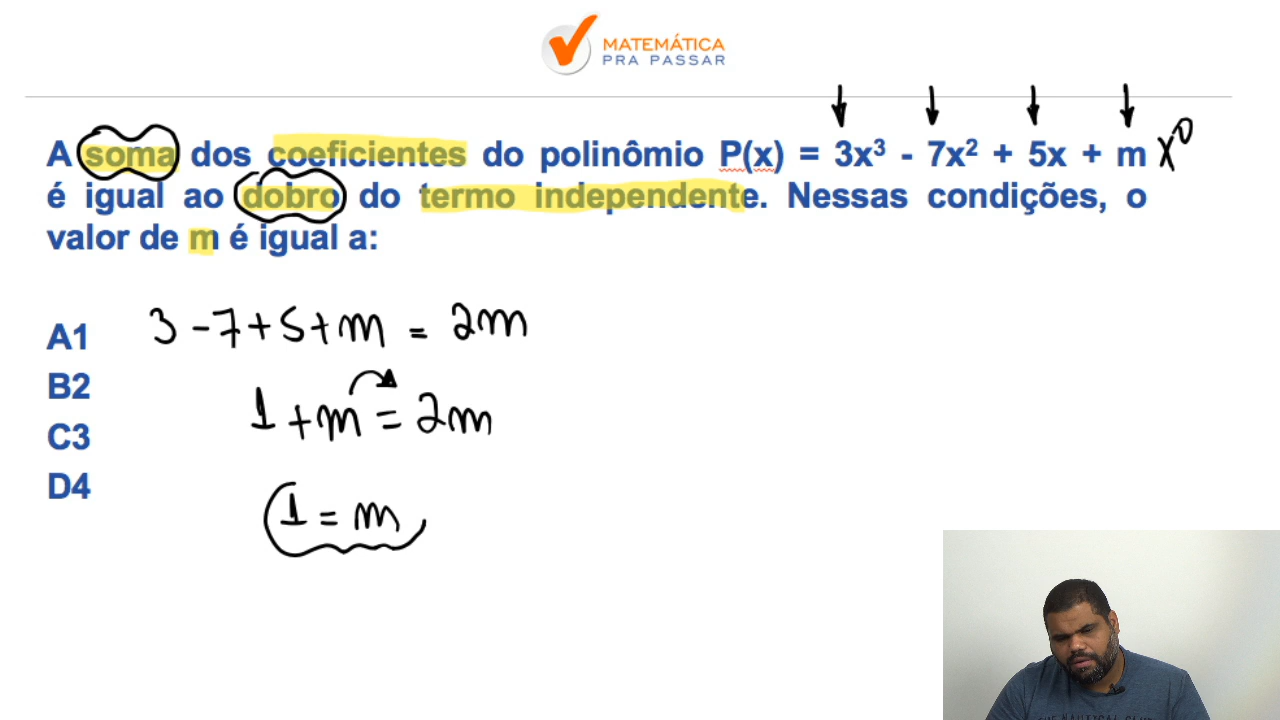 MATEMÁTICA
PRA PASSAR
A soma dos coeficientes do polinômio P(x) = 3x³ - 7x² + 5x + m x⁰
é igual ao dobro do termo independente. Nessas condições, o
valor de m é igual a:
A1
3 - 7 + 5 + m = 2m
B2
1 + m = 2m
C3
D4
1 = m